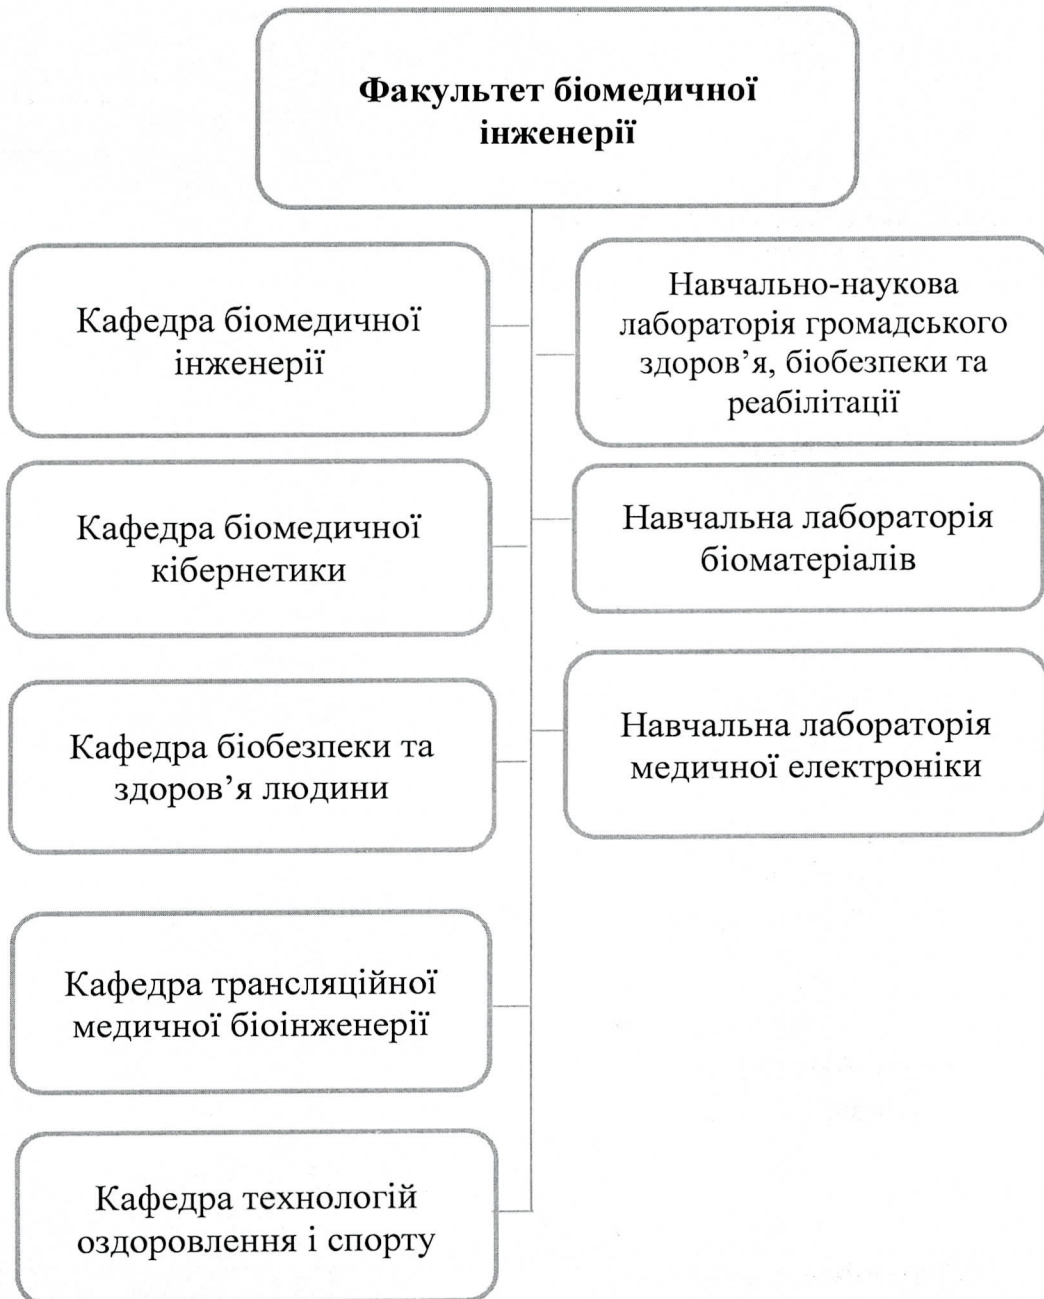 Факультет біомедичної
інженерії
Кафедра біомедичної
інженерії
Кафедра біомедичної
кібернетики
Кафедра біобезпеки та
здоров’я людини
Кафедра трансляційної
медичної біоінженерії
Кафедра технологій
оздоровлення і спорту
Навчально-наукова
лабораторія громадського
здоров’я, біобезпеки та
реабілітації
Навчальна лабораторія
біоматеріалів
Навчальна лабораторія
медичної електроніки